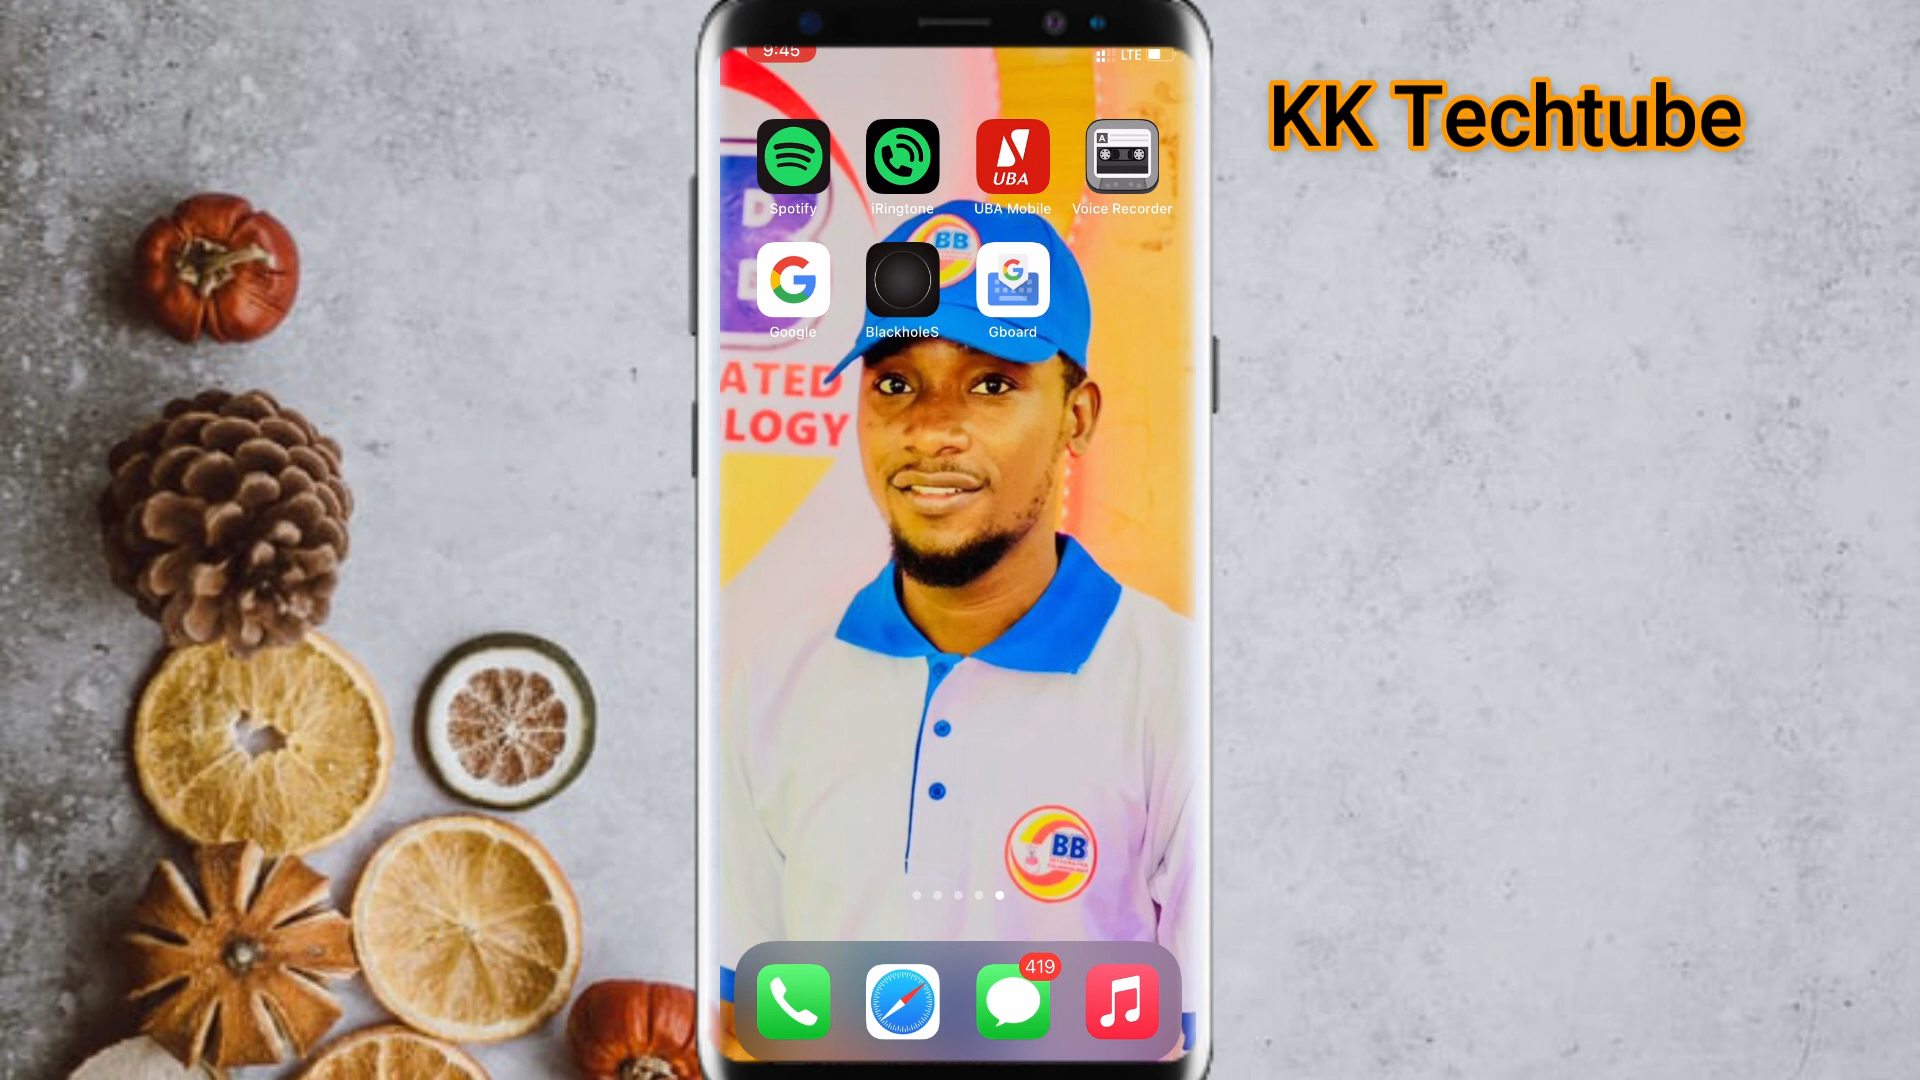 KK Techtube
9:45
LTE
UBA
A
Spotify
iRingtone
UBA Mobile
Voice Recorder
BB
Google
BlackholeS
Gboard
ATED
LOGY
BB
419